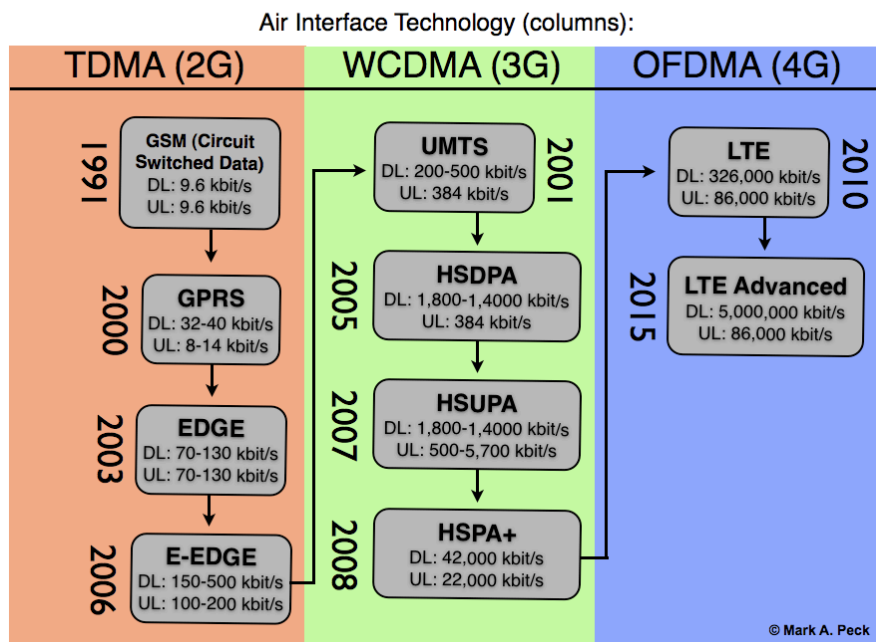 Air Interface Technology (columns):
TDMA (2G)
WCDMA (3G)
OFDMA (4G)
1991
GSM (Circuit
Switched Data)
DL: 9.6 kbit/s
UL: 9.6 kbit/s
2000
GPRS
DL: 32-40 kbit/s
UL: 8-14 kbit/s
2003
EDGE
DL: 70-130 kbit/s
UL: 70-130 kbit/s
2006
E-EDGE
DL: 150-500 kbit/s
UL: 100-200 kbit/s
UMTS
DL: 200-500 kbit/s
UL: 384 kbit/s
2001
2005
HSDPA
DL: 1,800-1,4000 kbit/s
UL: 384 kbit/s
2007
HSUPA
DL: 1,800-1,4000 kbit/s
UL: 500-5,700 kbit/s
2008
HSPA+
DL: 42,000 kbit/s
UL: 22,000 kbit/s
LTE
DL: 326,000 kbit/s
UL: 86,000 kbit/s
2010
2015
LTE Advanced
DL: 5,000,000 kbit/s
UL: 86,000 kbit/s
© Mark A. Peck